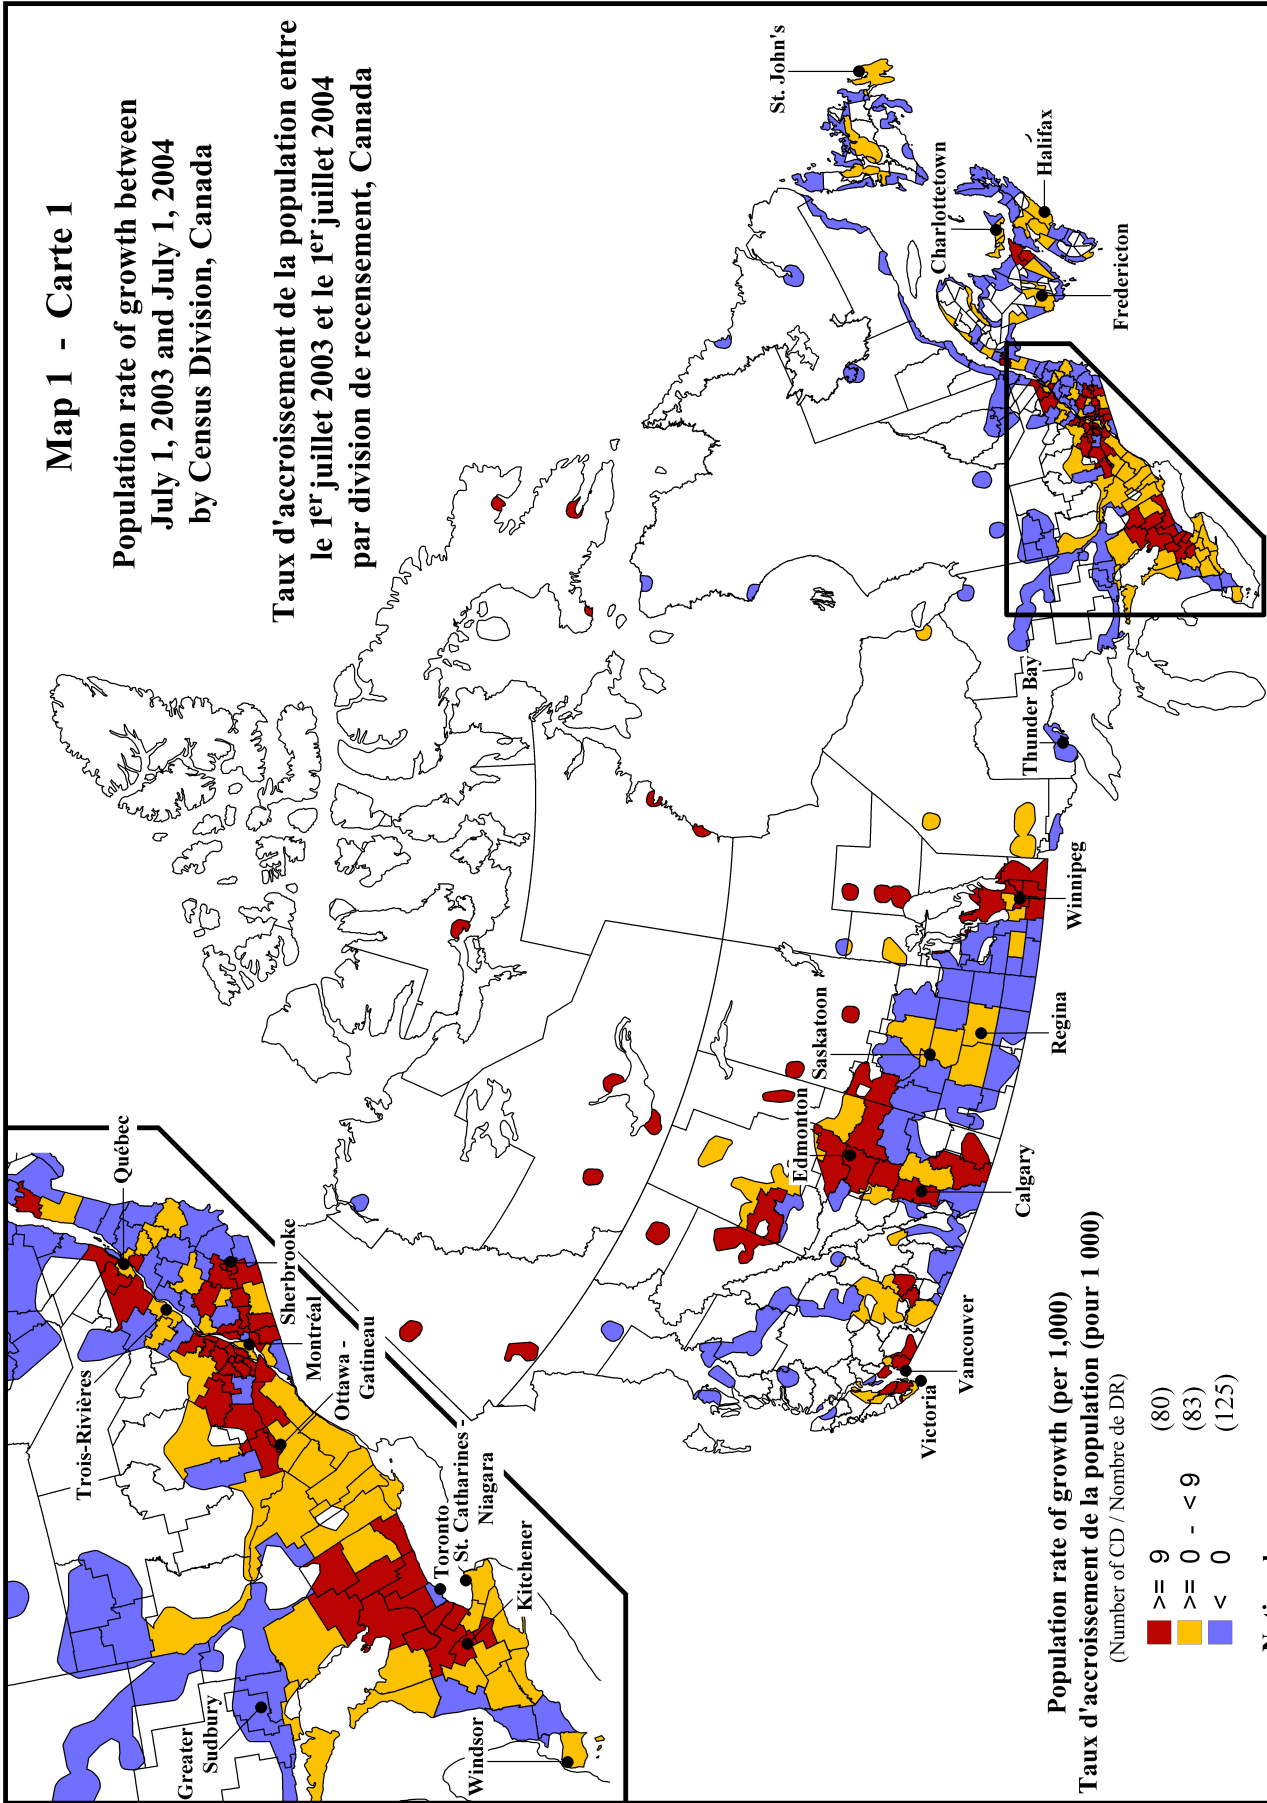 Map 1 - Carte 1
Population rate of growth between
July 1, 2003 and July 1, 2004
by Census Division, Canada
Taux d'accroissement de la population entre
le 1er juillet 2003 et le 1er juillet 2004
par division de recensement, Canada
Québec
Trois-Rivières
Sherbrooke
Montréal
Ottawa -
Gatineau
Greater
Sudbury
Toronto
St. Catharines -
Niagara
Kitchener
Windsor
St. John's
Charlottetown
Halifax
Fredericton
Thunder Bay
Winnipeg
Regina
Saskatoon
Edmonton
Calgary
Vancouver
Victoria
Population rate of growth (per 1,000)
Taux d'accroissement de la population (pour 1 000)
(Number of CD / Nombre de DR)
>= 9 (80)
>= 0 - < 9 (83)
< 0 (125)